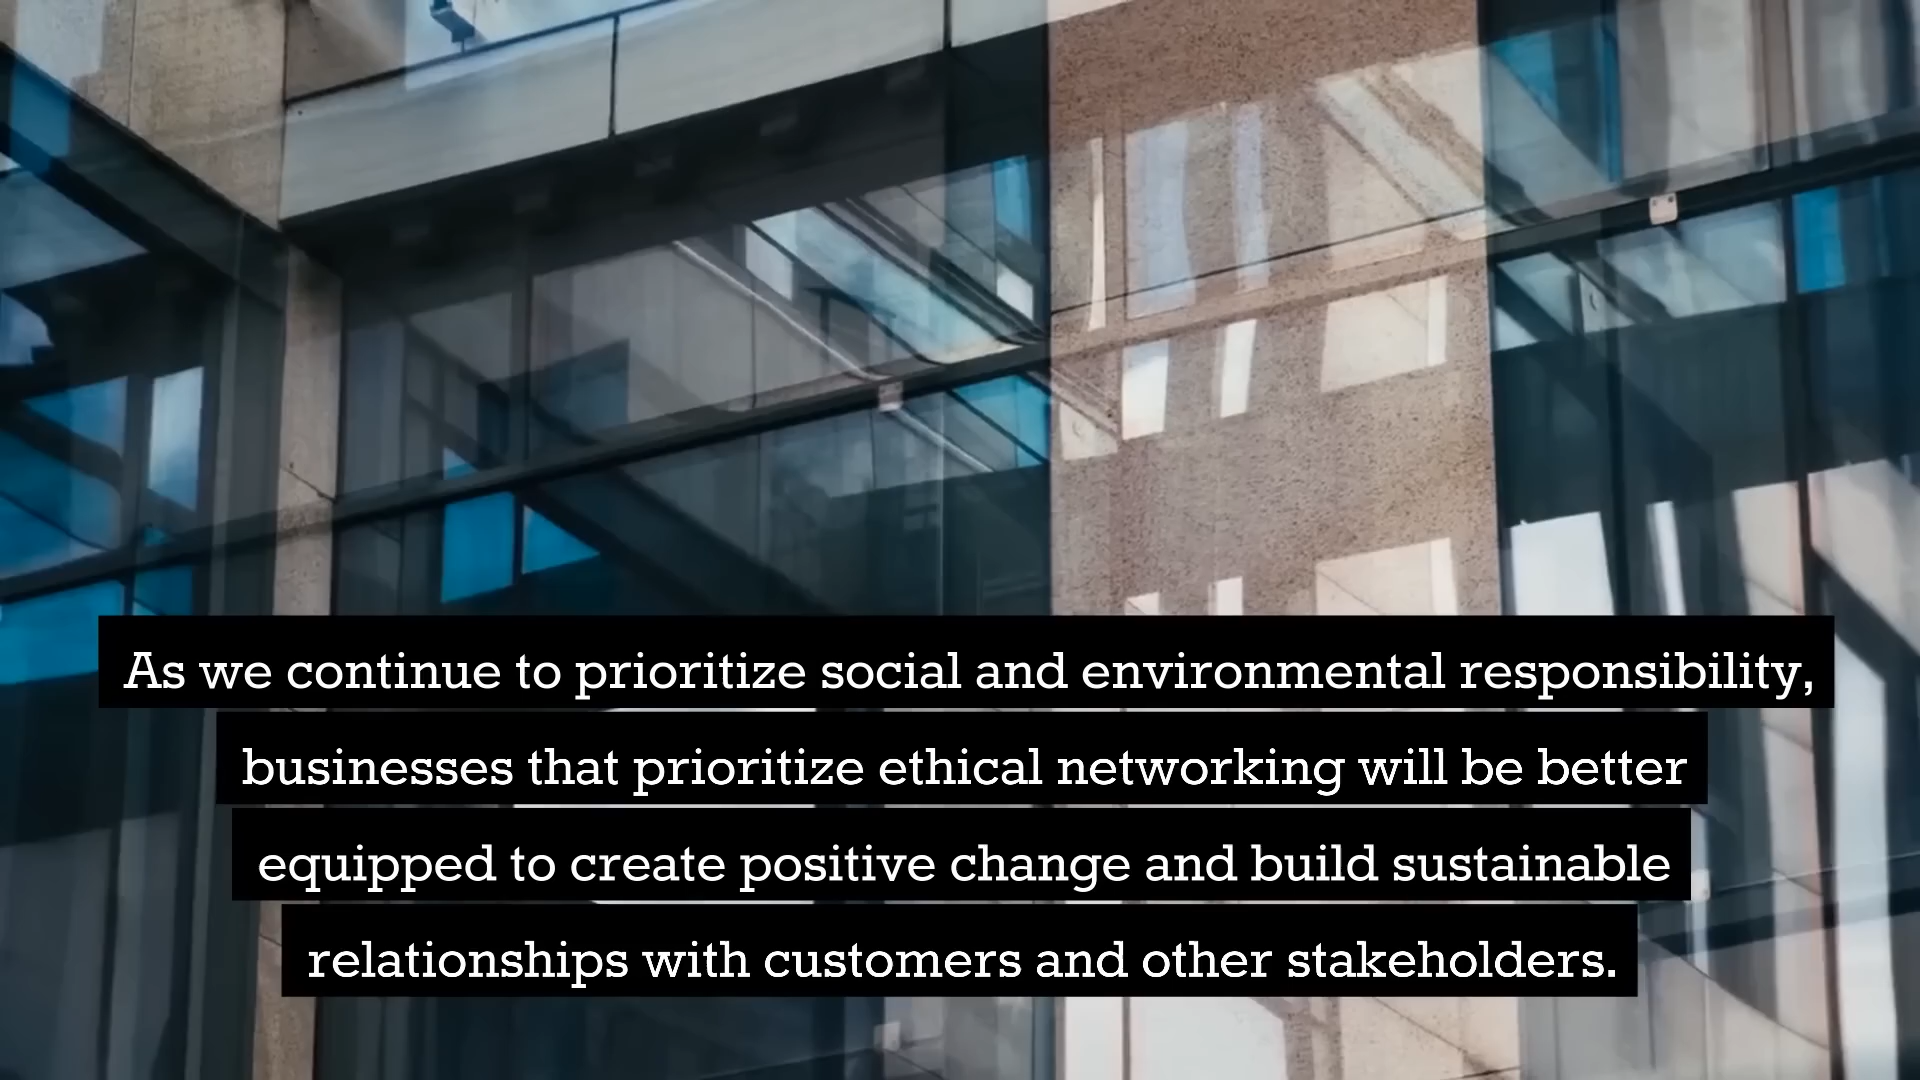 As we continue to prioritize social and environmental responsibility,
businesses that prioritize ethical networking will be better
equipped to create positive change and build sustainable
relationships with customers and other stakeholders.